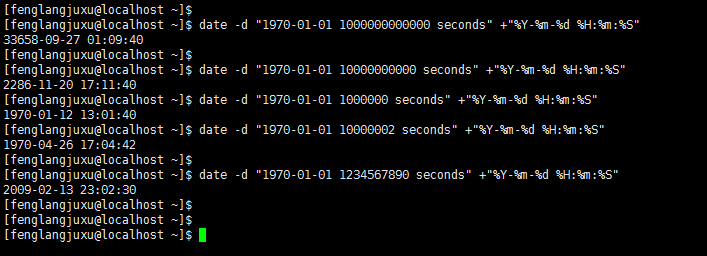 [fenglangjuxu@localhost ~]$
[fenglangjuxu@localhost ~]$ date -d "1970-01-01 1000000000000 seconds" +"%Y-%m-%d %H:%m:%S"
33658-09-27 01:09:40
[fenglangjuxu@localhost ~]$
[fenglangjuxu@localhost ~]$ date -d "1970-01-01 10000000000 seconds" +"%Y-%m-%d %H:%m:%S"
2286-11-20 17:11:40
[fenglangjuxu@localhost ~]$ date -d "1970-01-01 1000000 seconds" +"%Y-%m-%d %H:%m:%S"
1970-01-12 13:01:40
[fenglangjuxu@localhost ~]$ date -d "1970-01-01 10000002 seconds" +"%Y-%m-%d %H:%m:%S"
1970-04-26 17:04:42
[fenglangjuxu@localhost ~]$
[fenglangjuxu@localhost ~]$ date -d "1970-01-01 1234567890 seconds" +"%Y-%m-%d %H:%m:%S"
2009-02-13 23:02:30
[fenglangjuxu@localhost ~]$
[fenglangjuxu@localhost ~]$
[fenglangjuxu@localhost ~]$